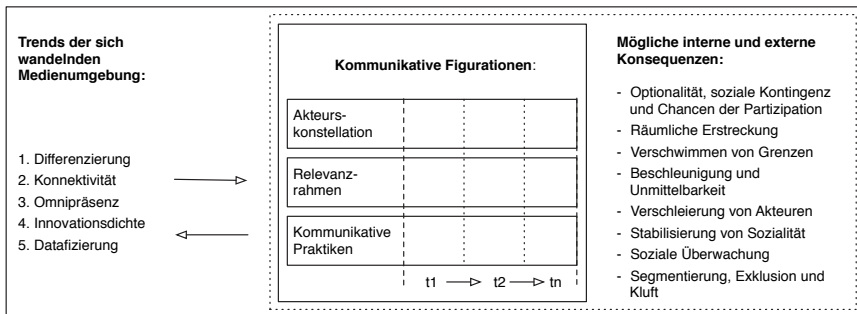 Trends der sich
wandelnden
Medienumgebung:
1. Differenzierung
2. Konnektivität
3. Omnipräsenz
4. Innovationsdichte
5. Datafizierung
Kommunikative Figurationen:
Akteurs-
konstellation
Relevanz-
rahmen
Kommunikative
Praktiken
t1 t2 tn
Mögliche interne und externe
Konsequenzen:
- Optionalität, soziale Kontingenz
und Chancen der Partizipation
- Räumliche Erstreckung
- Verschwimmen von Grenzen
- Beschleunigung und
Unmittelbarkeit
- Verschleierung von Akteuren
- Stabilisierung von Sozialität
- Soziale Überwachung
- Segmentierung, Exklusion und
Kluft